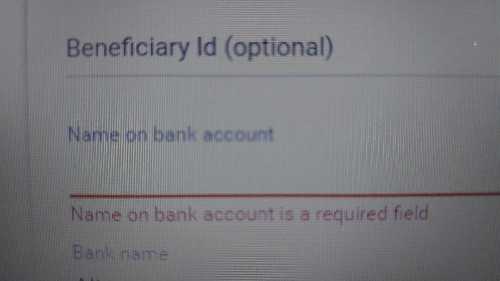 Beneficiary Id (optional)
Name on bank account
Name on bank account is a required field
Bank name